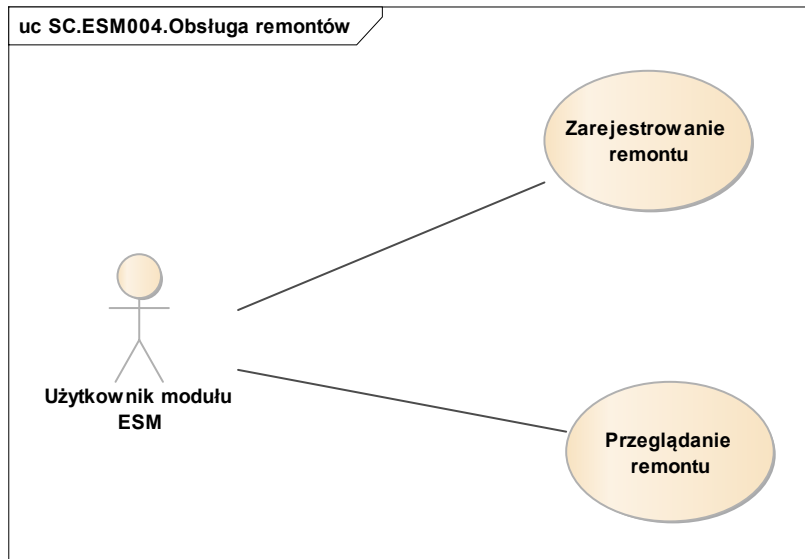 uc SC.ESM004.Obsługa remontów
Zarejestrowanie
remontu
Użytkownik modułu
ESM
Przeglądanie
remontu